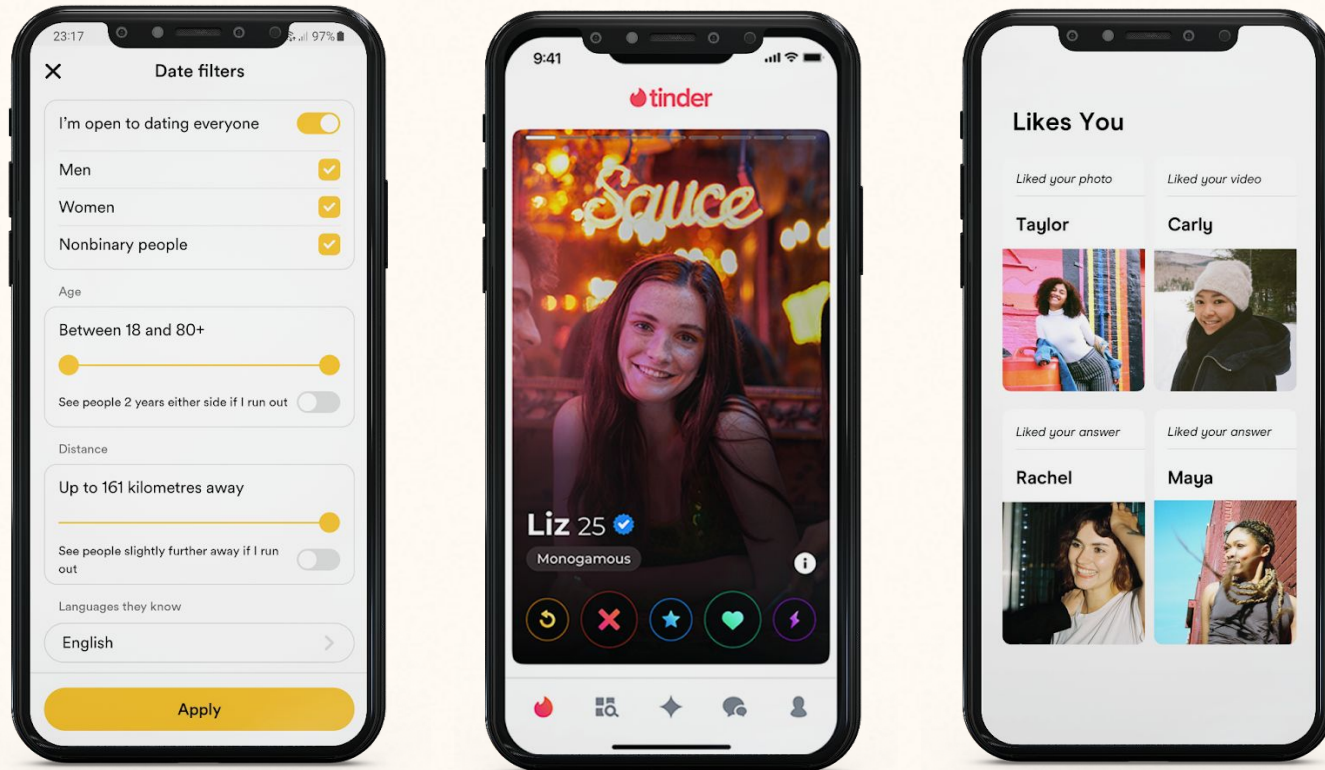 23:17
97%
Date filters
I'm open to dating everyone
Men
Women
Nonbinary people
Age
Between 18 and 80+
See people 2 years either side if I run out
Distance
Up to 161 kilometres away
See people slightly further away if I run
out
Languages they know
English
Apply
9:41
tinder
Sauce
Liz 25
Monogamous
Likes You
Liked your photo
Liked your video
Taylor
Carly
Liked your answer
Liked your answer
Rachel
Maya